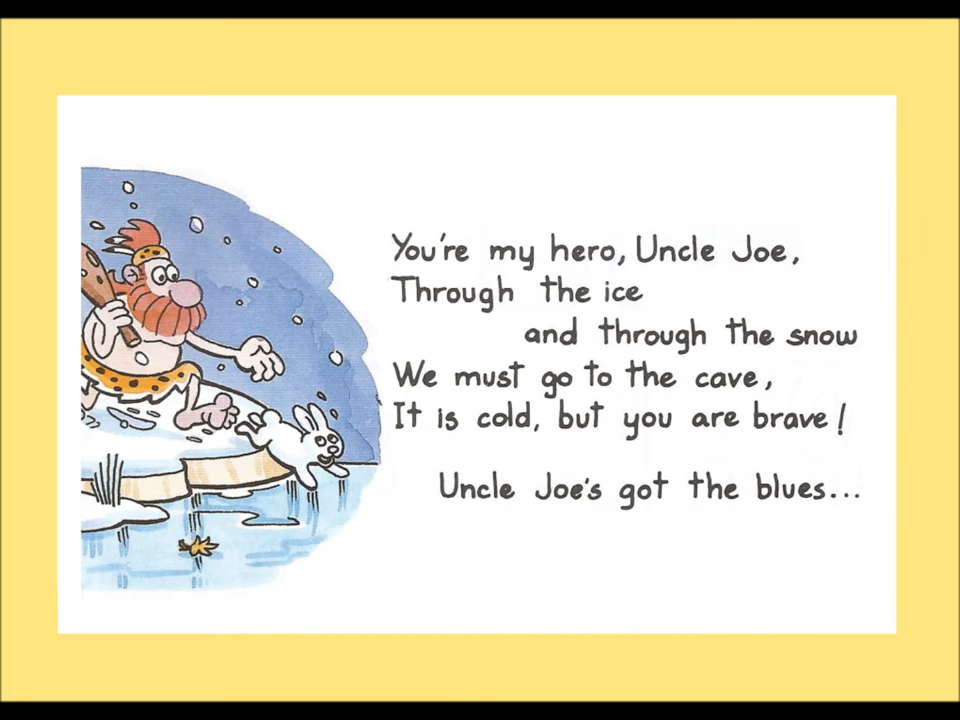 You're my hero, Uncle Joe,
Through the ice
and through the snow
We must go to the cave,
It is cold, but you are brave!
Uncle Joe's got the blues...